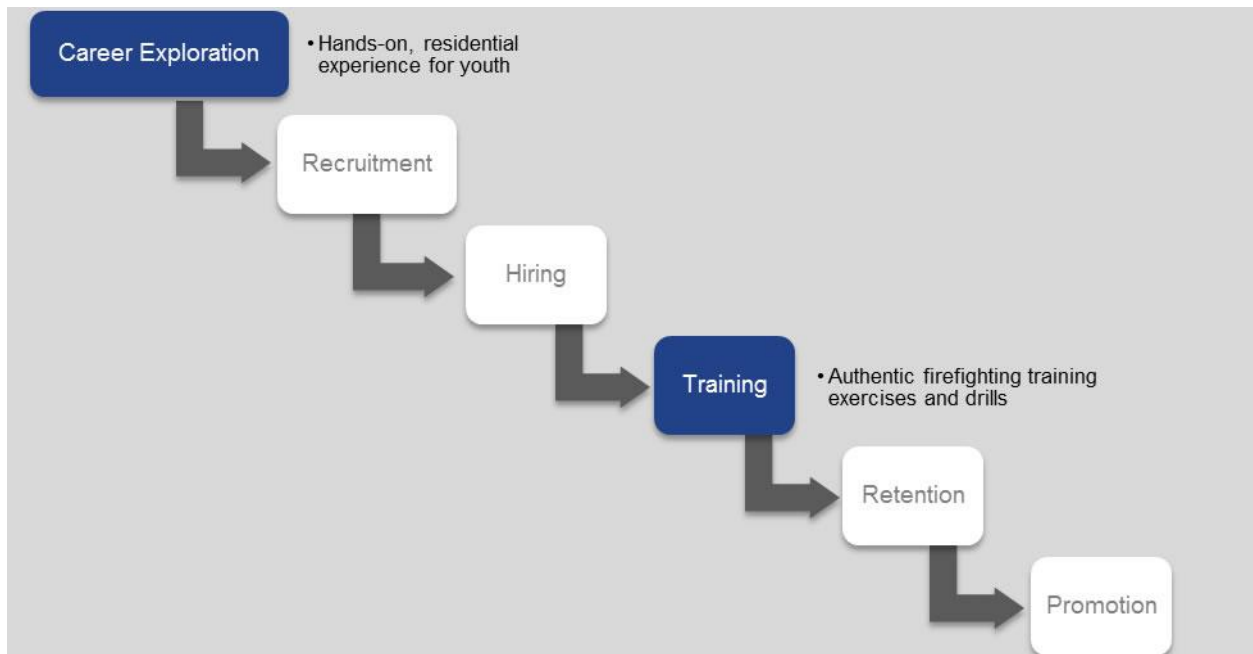 Career Exploration
• Hands-on, residential
experience for youth
Recruitment
Hiring
Training
• Authentic firefighting training
exercises and drills
Retention
Promotion